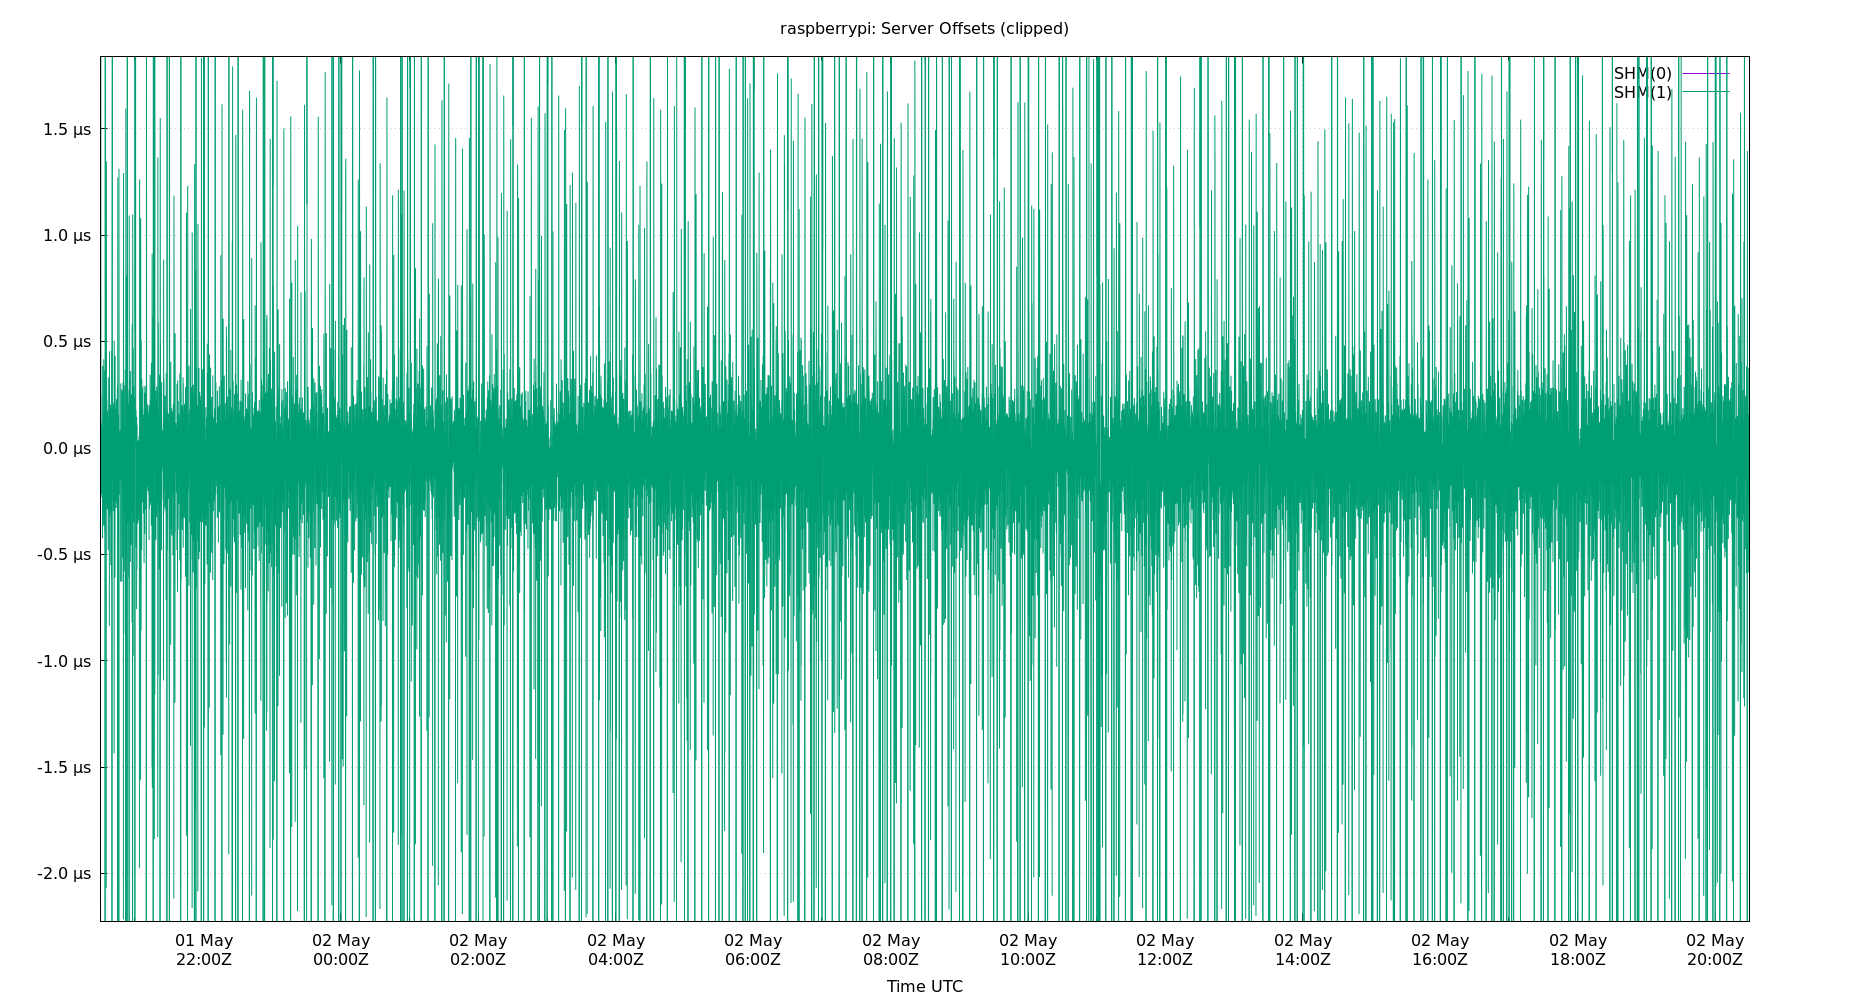 raspberrypi: Server Offsets (clipped)
SHM(0)
SHM(1)
1.5 µs
1.0 µs
0.5 µs
0.0 µs
-0.5 µs
-1.0 µs
-1.5 µs
-2.0 µs
01 May 02 May 02 May 02 May 02 May 02 May 02 May 02 May 02 May 02 May 02 May 02 May
22:00Z 00:00Z 02:00Z 04:00Z 06:00Z 08:00Z 10:00Z 12:00Z 14:00Z 16:00Z 18:00Z 20:00Z
Time UTC